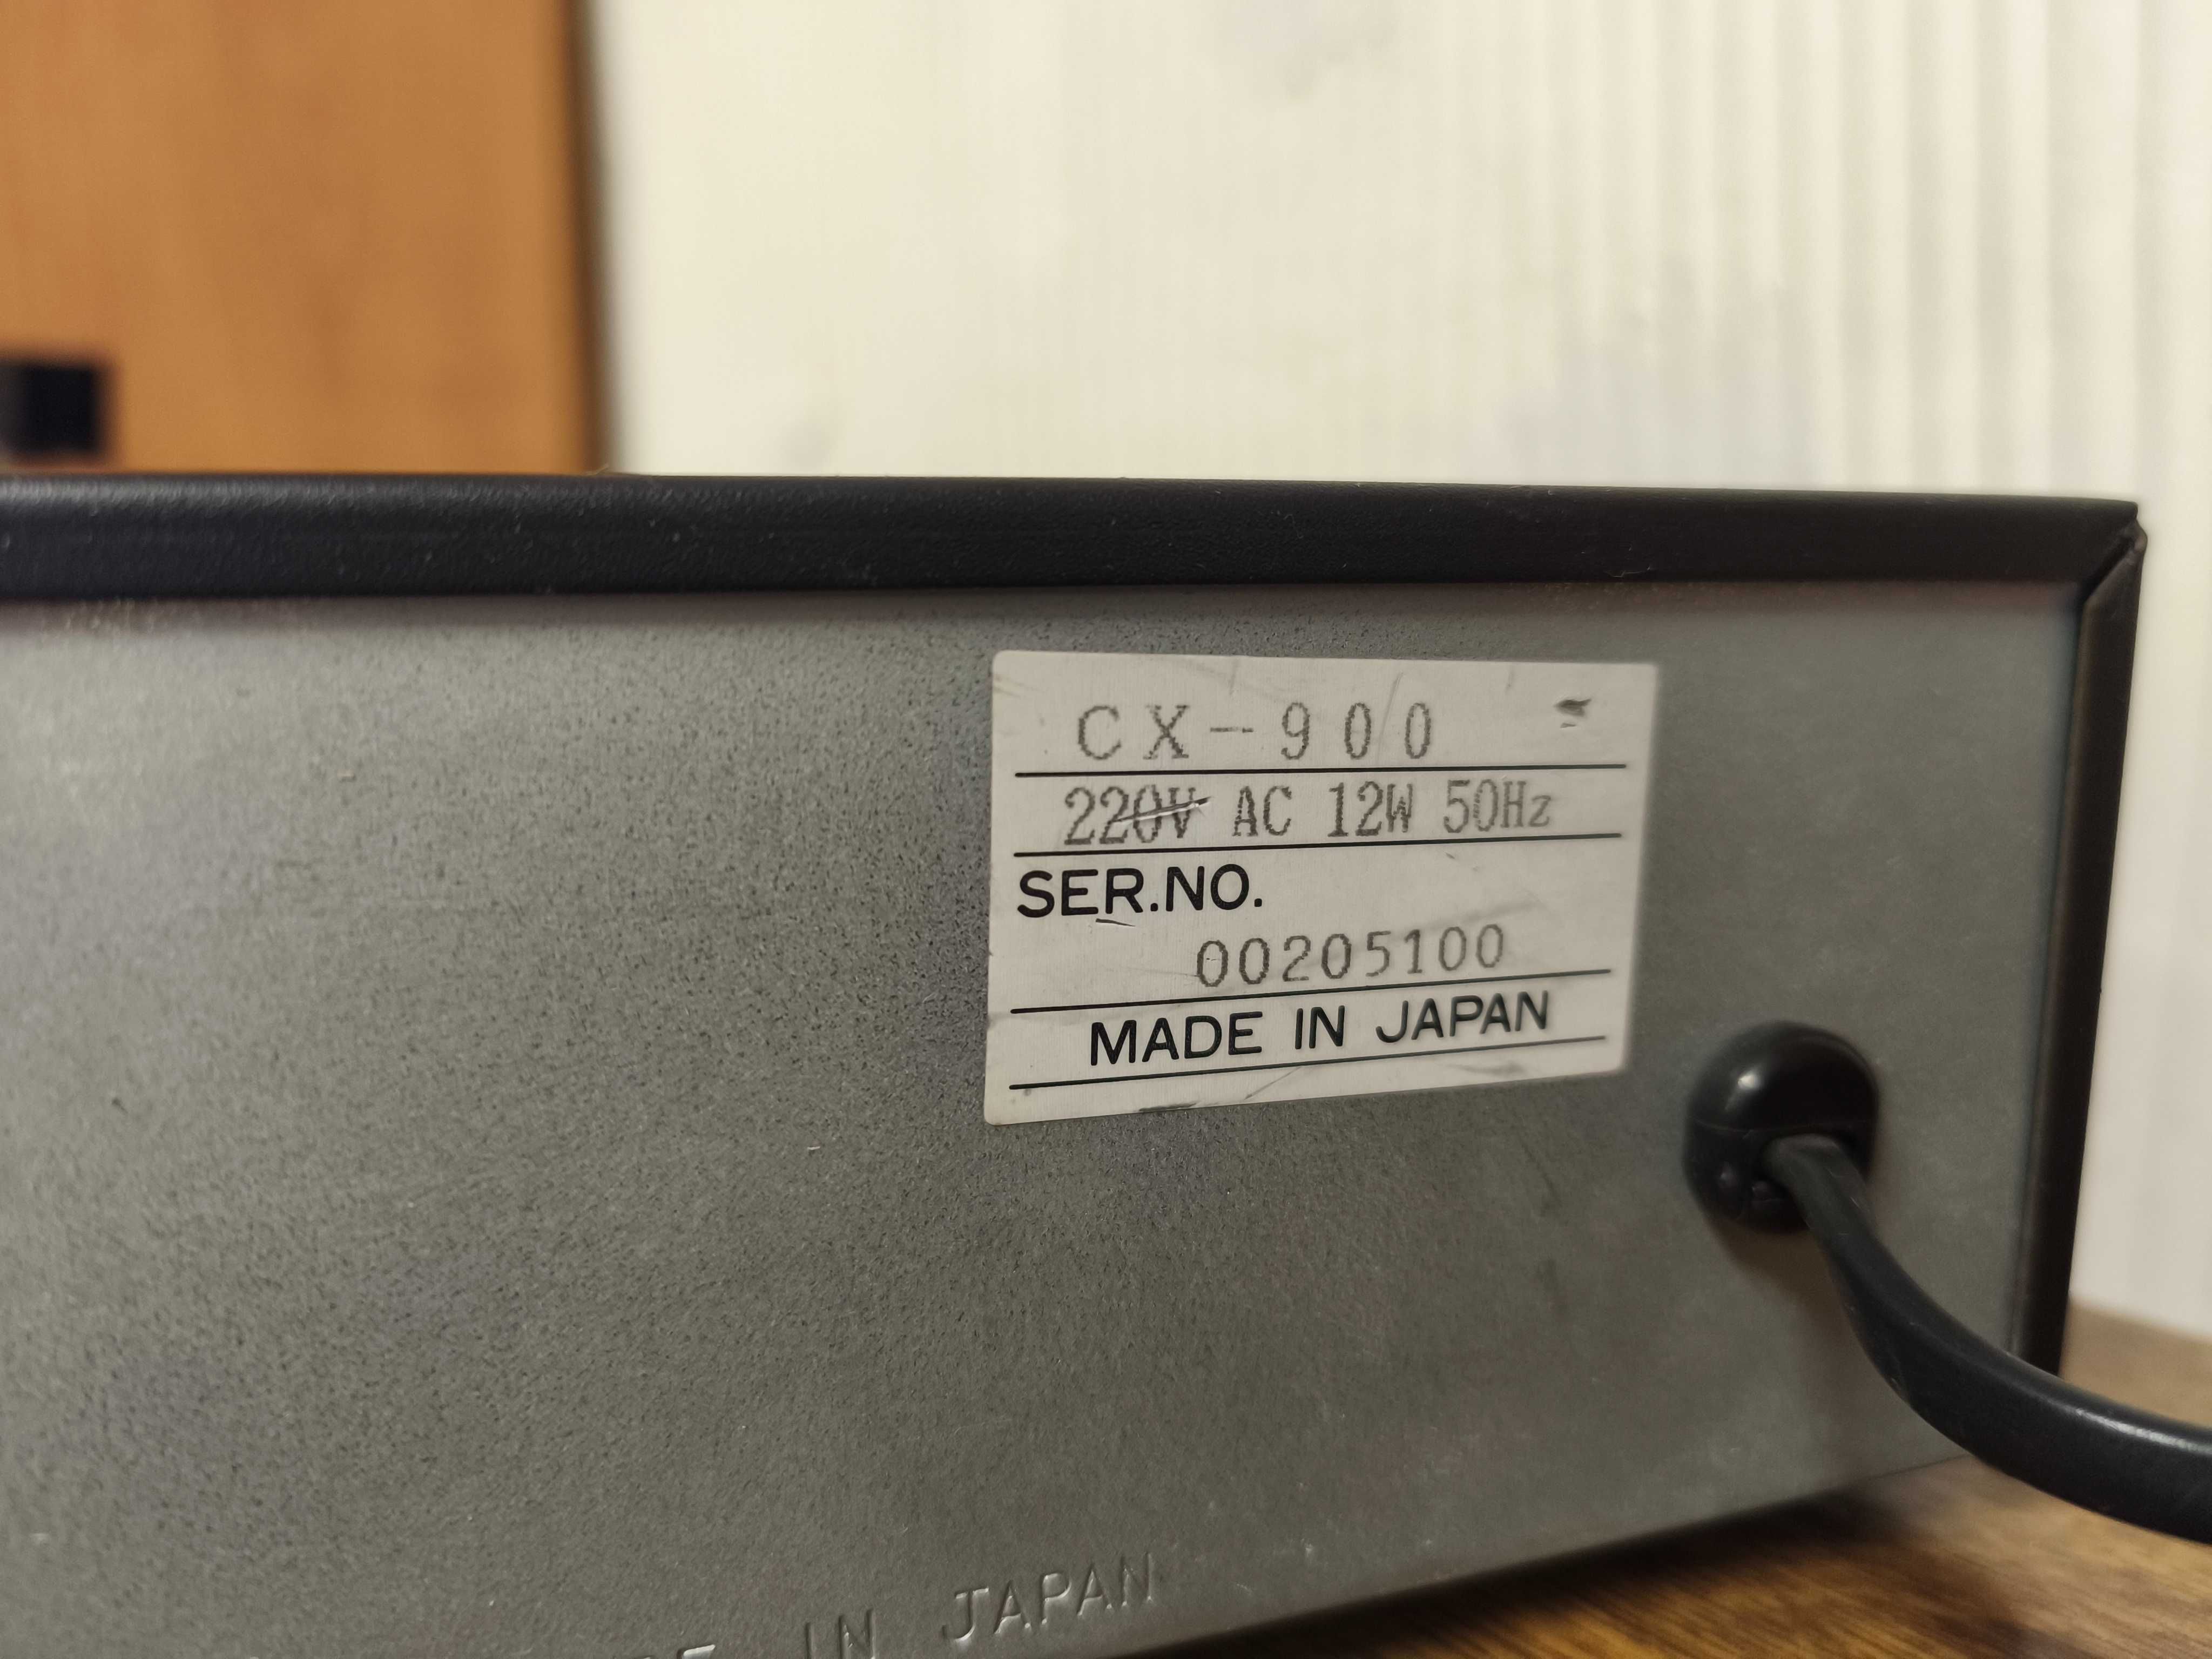 CX-900
220V AC 12W 50Hz
SER.NO.
00205100
MADE IN JAPAN
IN JAPAN